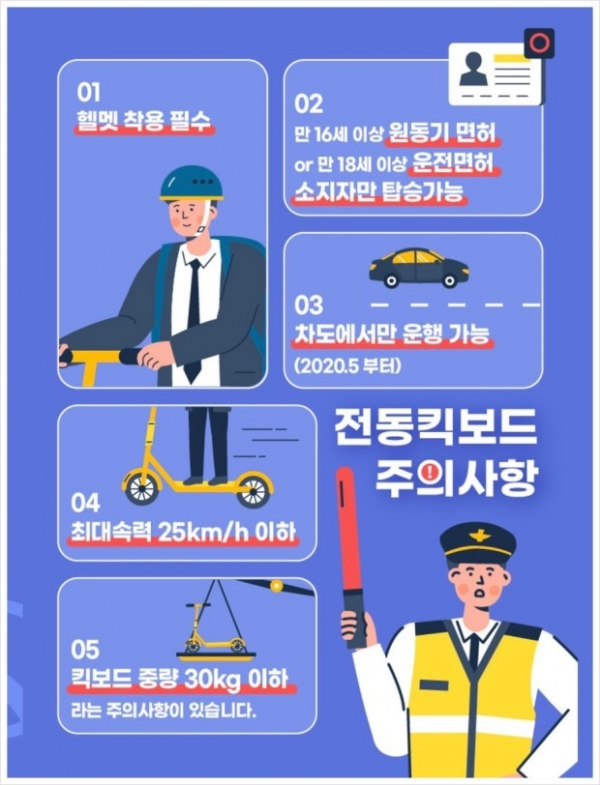 01
헬멧 착용 필수
02
만 16세 이상 원동기 면허
or 만 18세 이상 운전면허
소지자만 탑승가능
03
차도에서만 운행 가능
(2020.5 부터)
전동킥보드
주의사항
04
최대속력 25km/h 이하
05
킥보드 중량 30kg 이하
라는 주의사항이 있습니다.